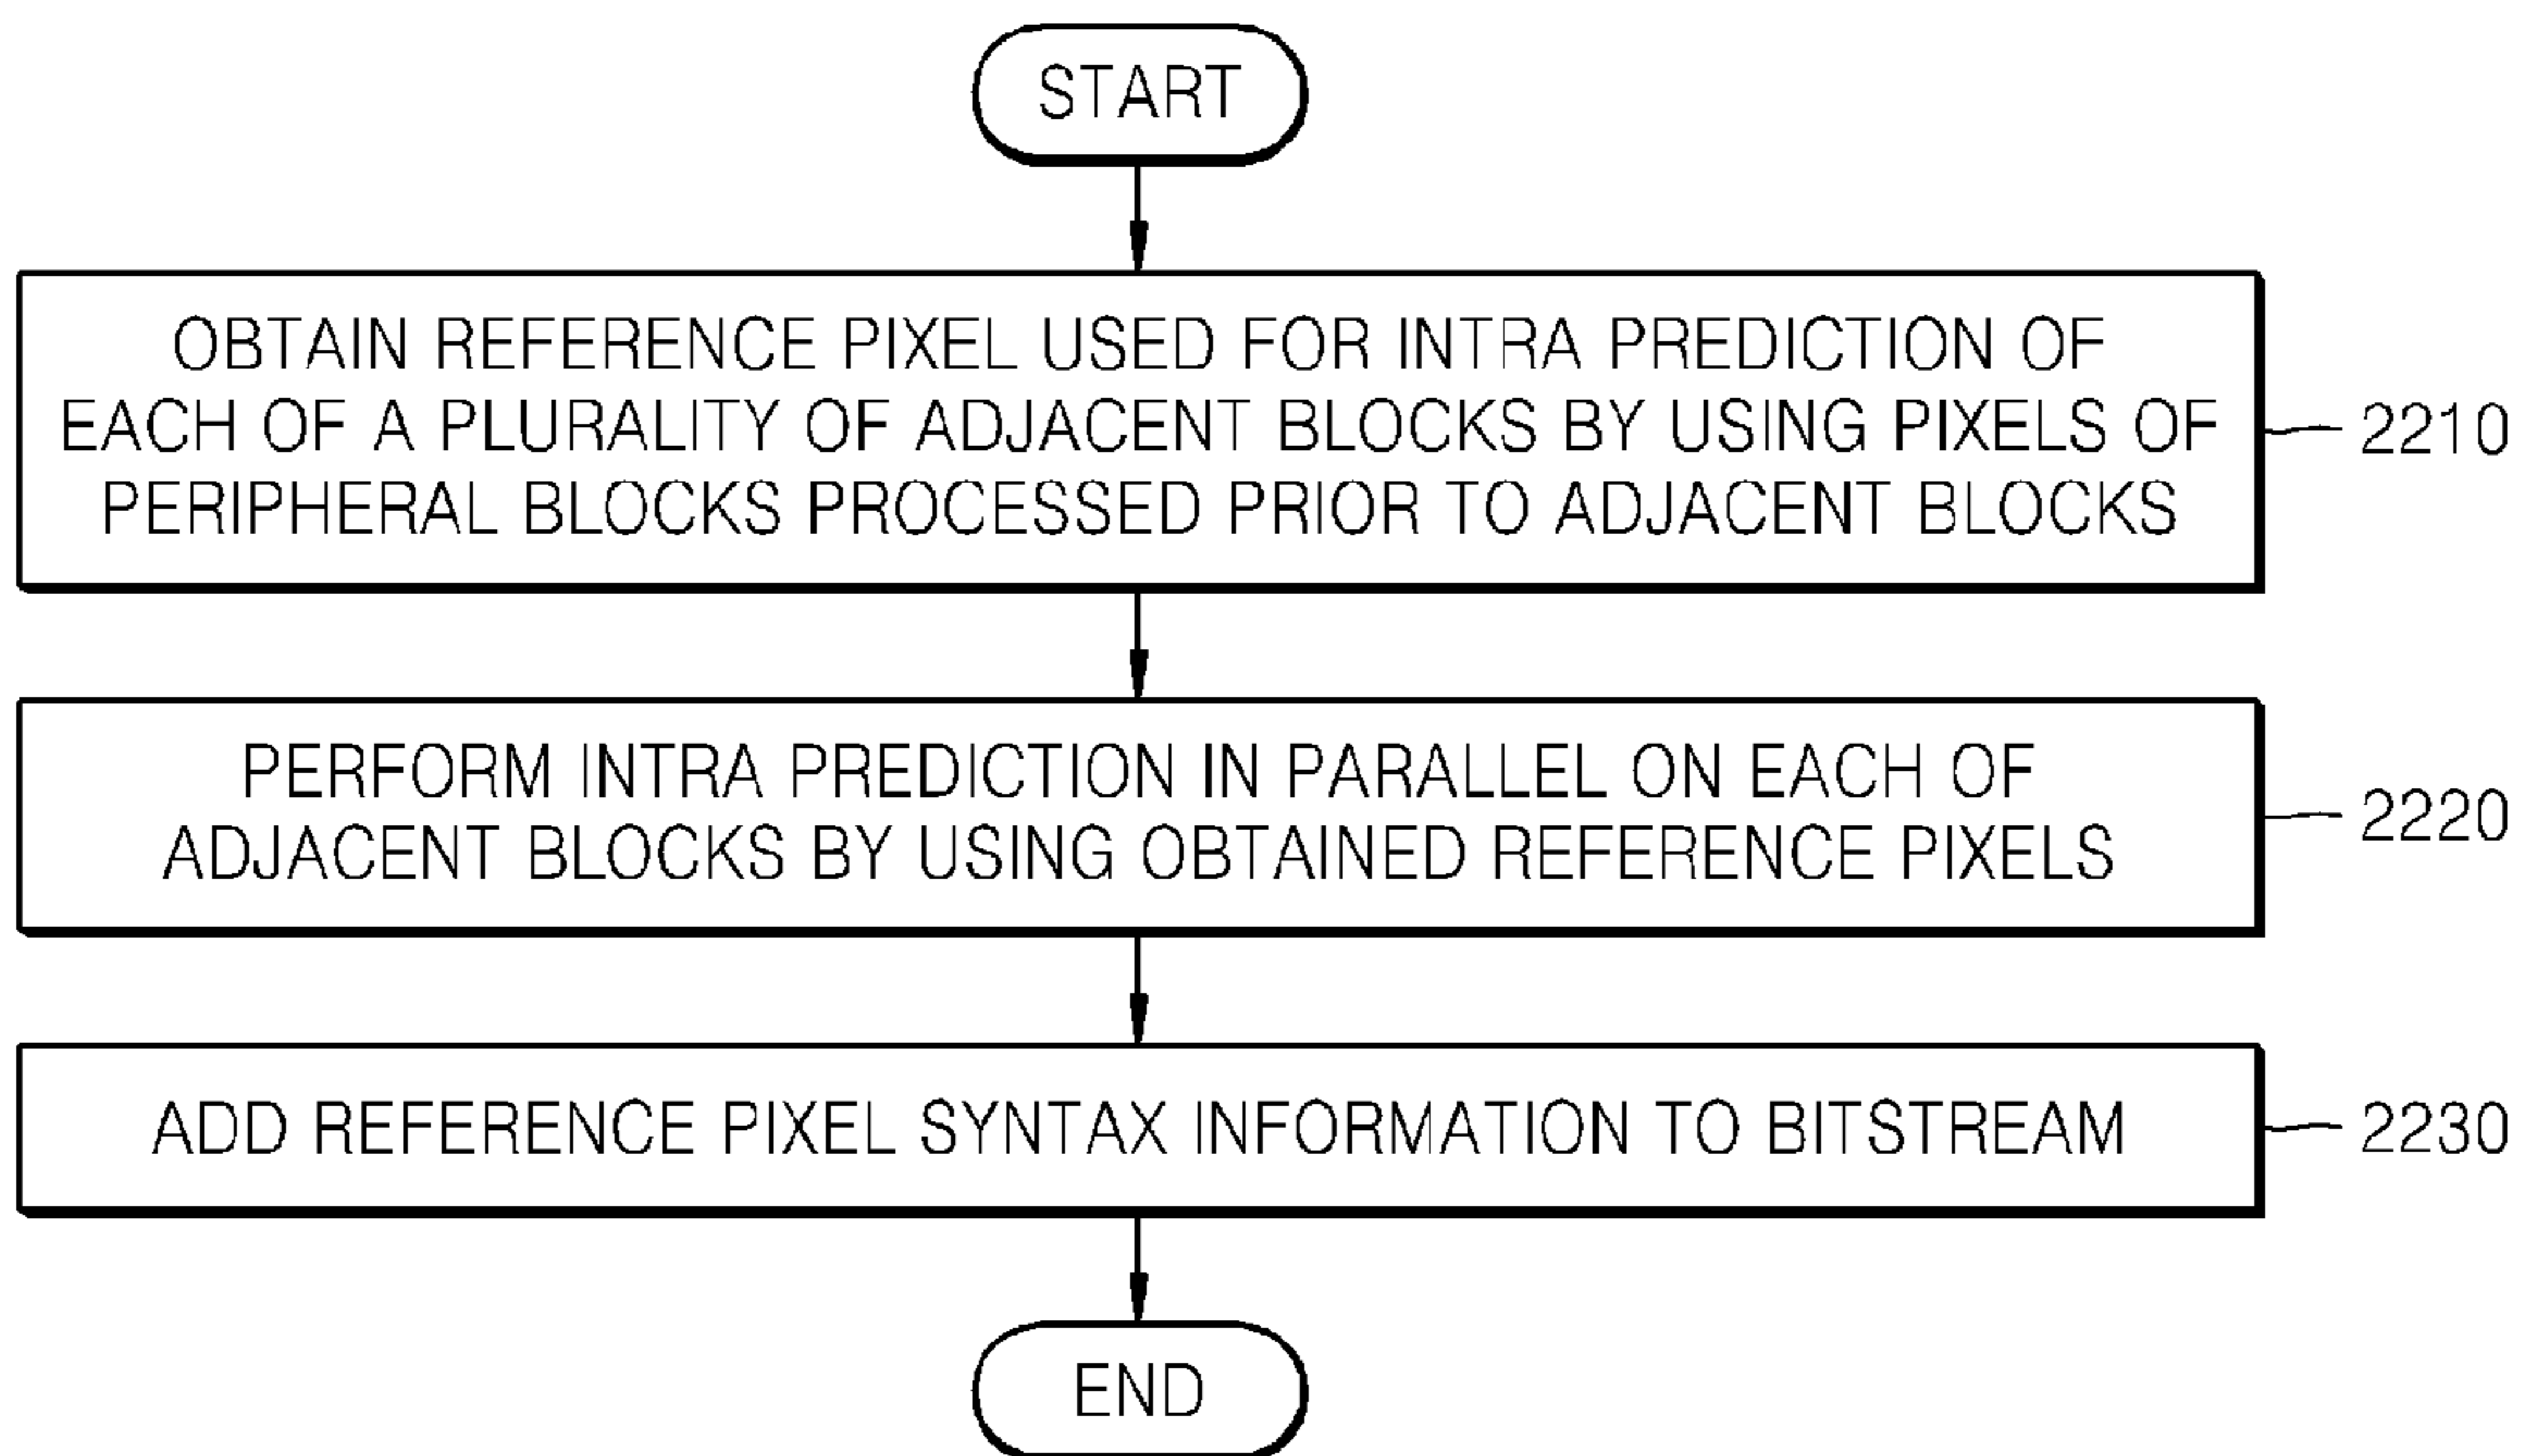 START
OBTAIN REFERENCE PIXEL USED FOR INTRA PREDICTION OF
EACH OF A PLURALITY OF ADJACENT BLOCKS BY USING PIXELS OF
PERIPHERAL BLOCKS PROCESSED PRIOR TO ADJACENT BLOCKS
2210
PERFORM INTRA PREDICTION IN PARALLEL ON EACH OF
ADJACENT BLOCKS BY USING OBTAINED REFERENCE PIXELS
2220
ADD REFERENCE PIXEL SYNTAX INFORMATION TO BITSTREAM
2230
END